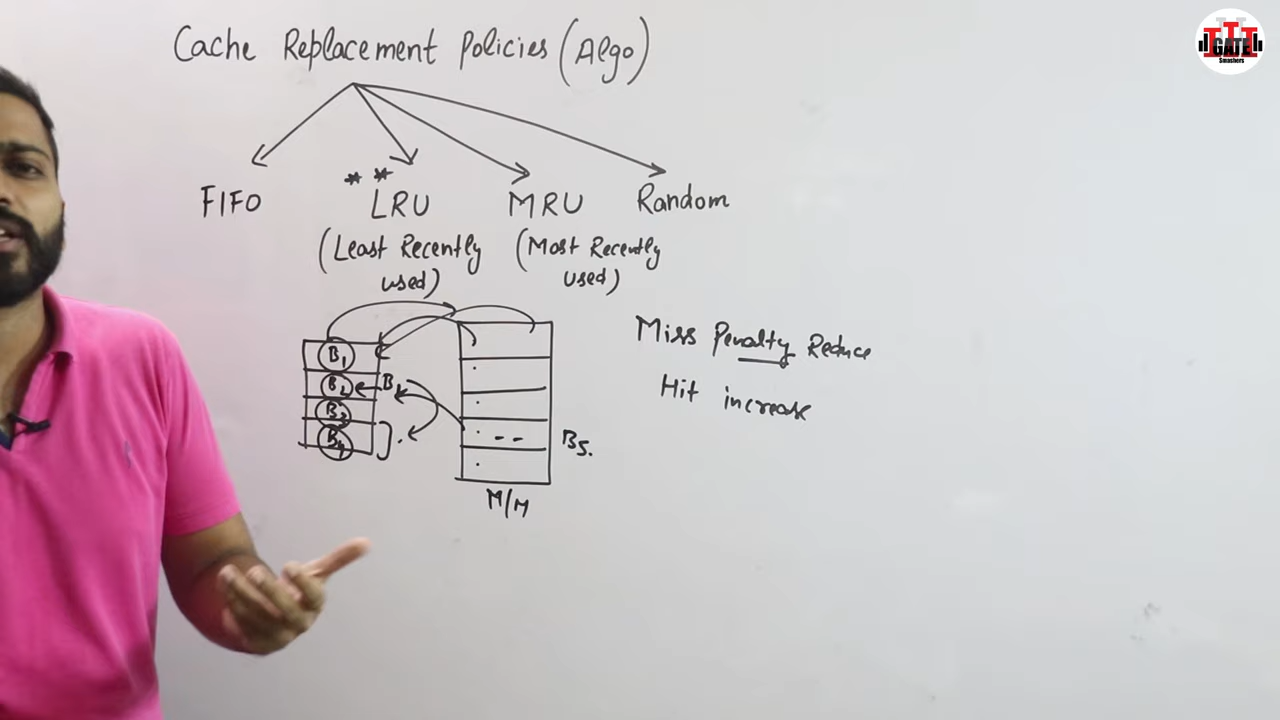 Cache Replacement Policies (Algo)
FIFO
**
LRU
MRU
Random
(Least Recently
used)
(Most Recently
used)
B1
B2
B
B3
B4
B5.
M/M
Miss Penalty Reduce
Hit increase
GATE
Smashers